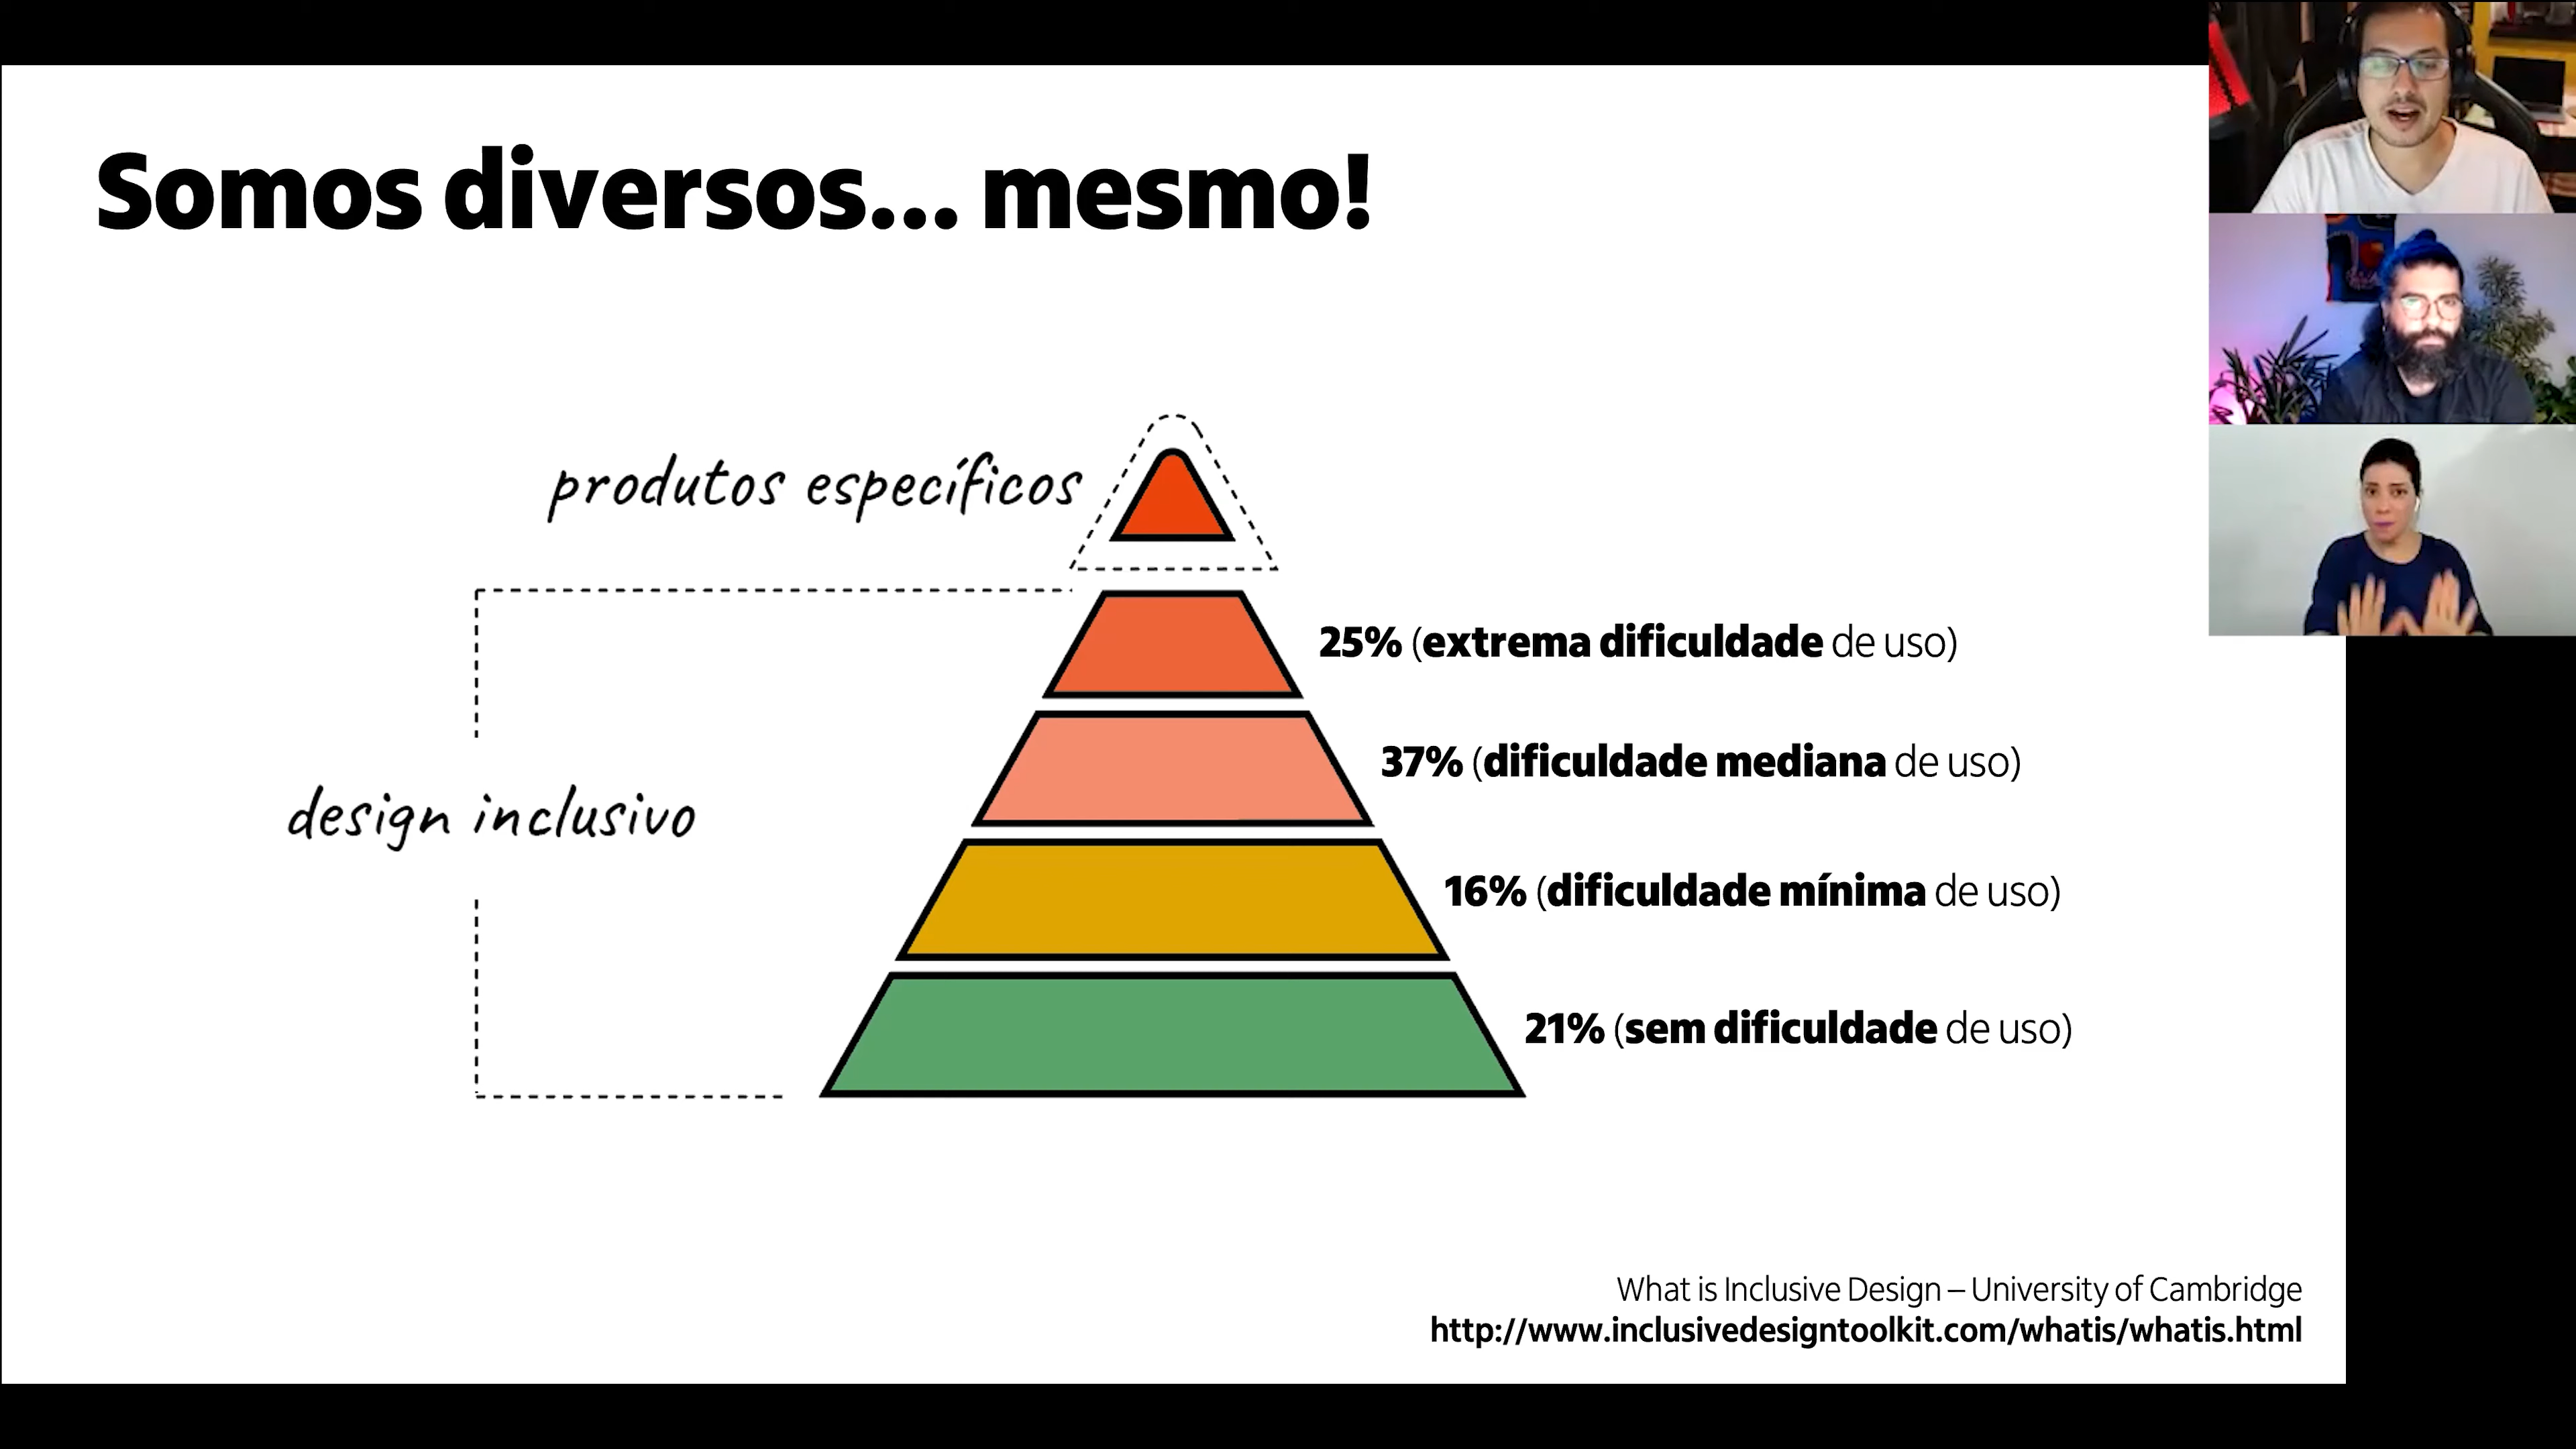 Somos diversos... mesmo!
produtos específicos
25% (extrema dificuldade de uso)
37% (dificuldade mediana de uso)
design inclusivo
16% (dificuldade mínima de uso)
21% (sem dificuldade de uso)
What is Inclusive Design – University of Cambridge
http://www.inclusivedesigntoolkit.com/whatis/whatis.html